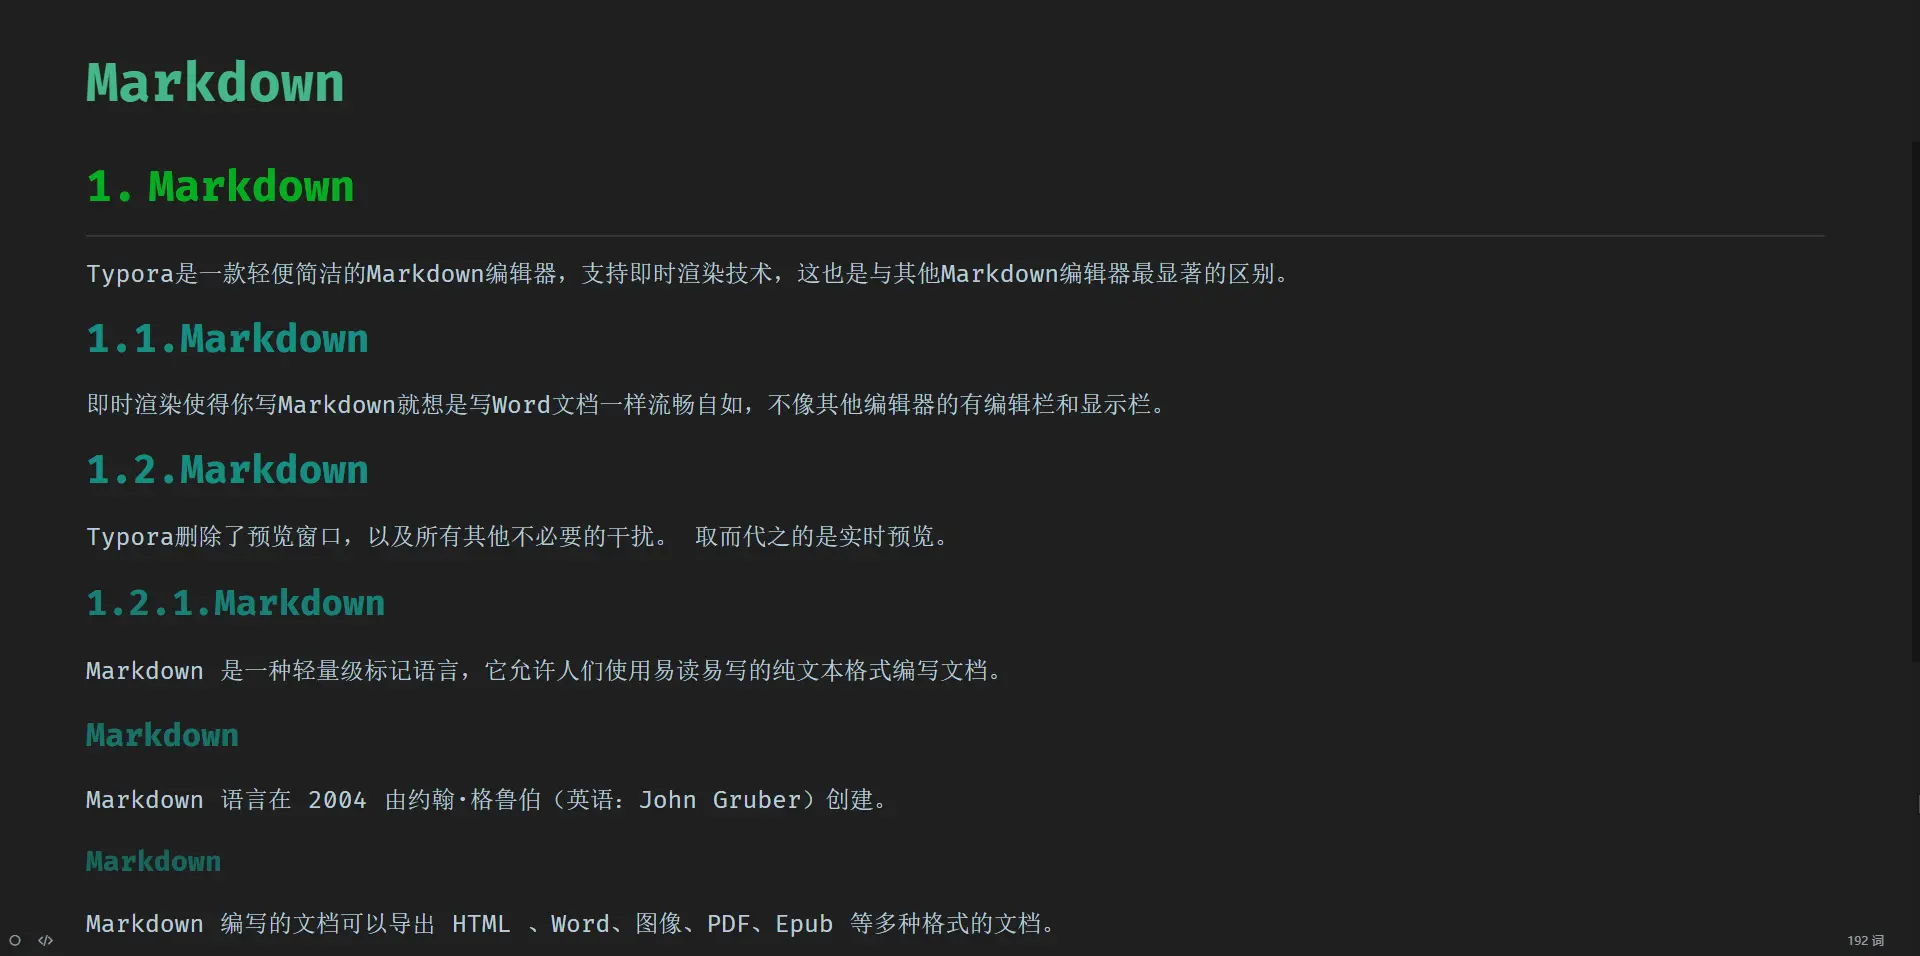 Markdown
1. Markdown
Typora是一款轻便简洁的Markdown编辑器，支持即时渲染技术，这也是与其他Markdown编辑器最显著的区别。
1.1.Markdown
即时渲染使得你写Markdown就想是写Word文档一样流畅自如，不像其他编辑器的有编辑栏和显示栏。
1.2.Markdown
Typora删除了预览窗口，以及所有其他不必要的干扰。 取而代之的是实时预览。
1.2.1.Markdown
Markdown 是一种轻量级标记语言，它允许人们使用易读易写的纯文本格式编写文档。
Markdown
Markdown 语言在 2004 由约翰·格鲁伯（英语：John Gruber）创建。
Markdown
Markdown 编写的文档可以导出 HTML 、Word、图像、PDF、Epub 等多种格式的文档。
192 词